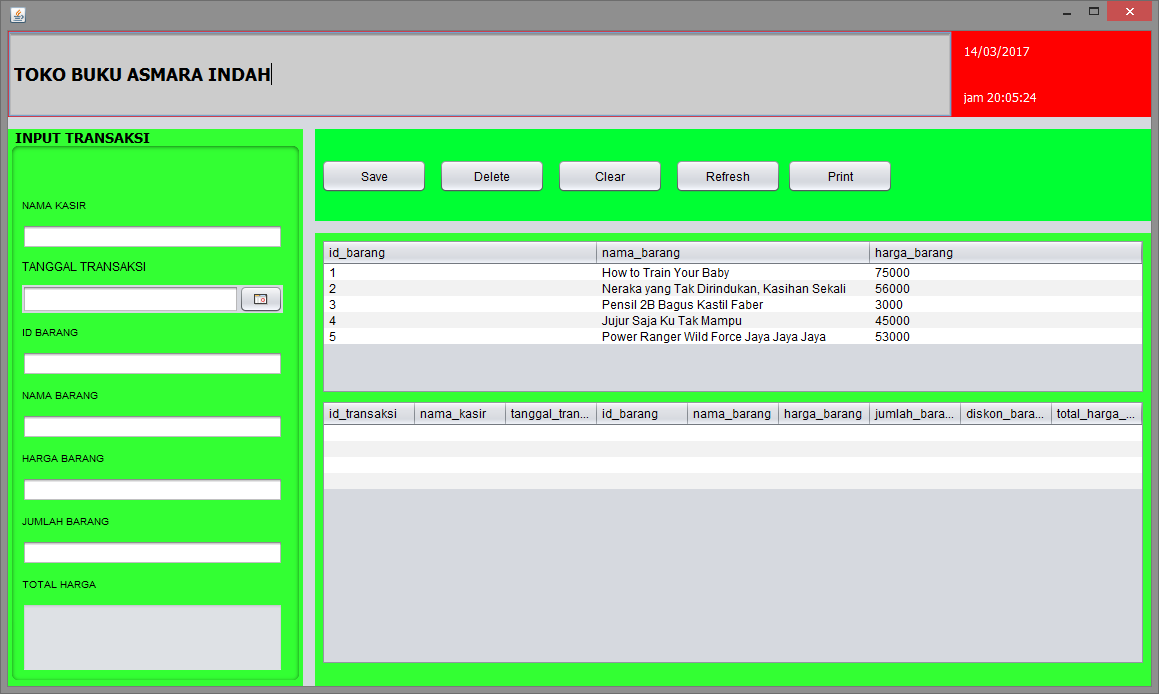 TOKO BUKU ASMARA INDAH
14/03/2017
jam 20:05:24
INPUT TRANSAKSI
NAMA KASIR
TANGGAL TRANSAKSI
ID BARANG
NAMA BARANG
HARGA BARANG
JUMLAH BARANG
TOTAL HARGA
Save Delete Clear Refresh Print
id_barang nama_barang harga_barang
1 How to Train Your Baby 75000
2 Neraka yang Tak Dirindukan, Kasihan Sekali 56000
3 Pensil 2B Bagus Kastil Faber 3000
4 Jujur Saja Ku Tak Mampu 45000
5 Power Ranger Wild Force Jaya Jaya Jaya 53000
id_transaksi nama_kasir tanggal_tran... id_barang nama_barang harga_barang jumlah_bara... diskon_bara... total_harga_...